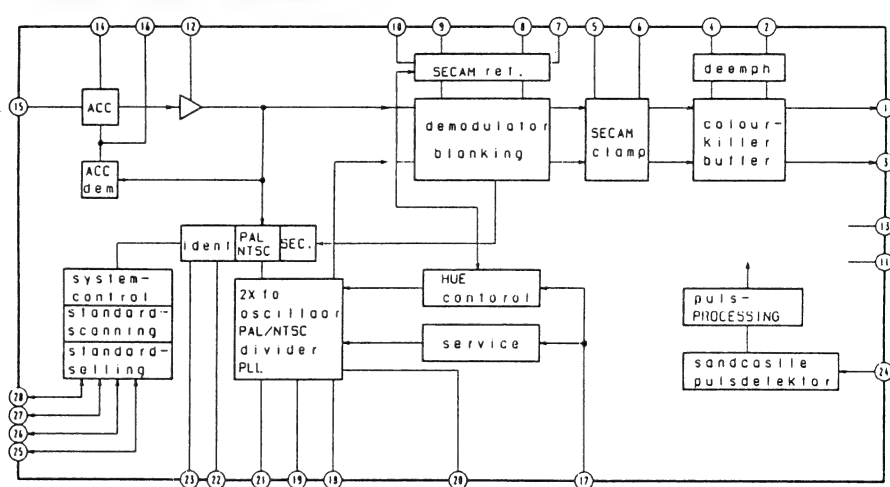 14
16
12
10
9
8
7
5
6
4
2
15
ACC
SECAM ref.
deemph
demodulator
blanking
SECAM
clamp
colour-
killer
buffer
1
3
ACC
dem
ident
PAL
NTSC
SEC.
13
11
system-
control
standard-
scanning
standard-
selling
2X to
oscillaor
PAL/NTSC
divider
PLL
HUE
contorol
service
puls-
PROCESSING
sandcastle
pulsdelektor
24
28
27
26
25
23
22
21
19
18
20
17